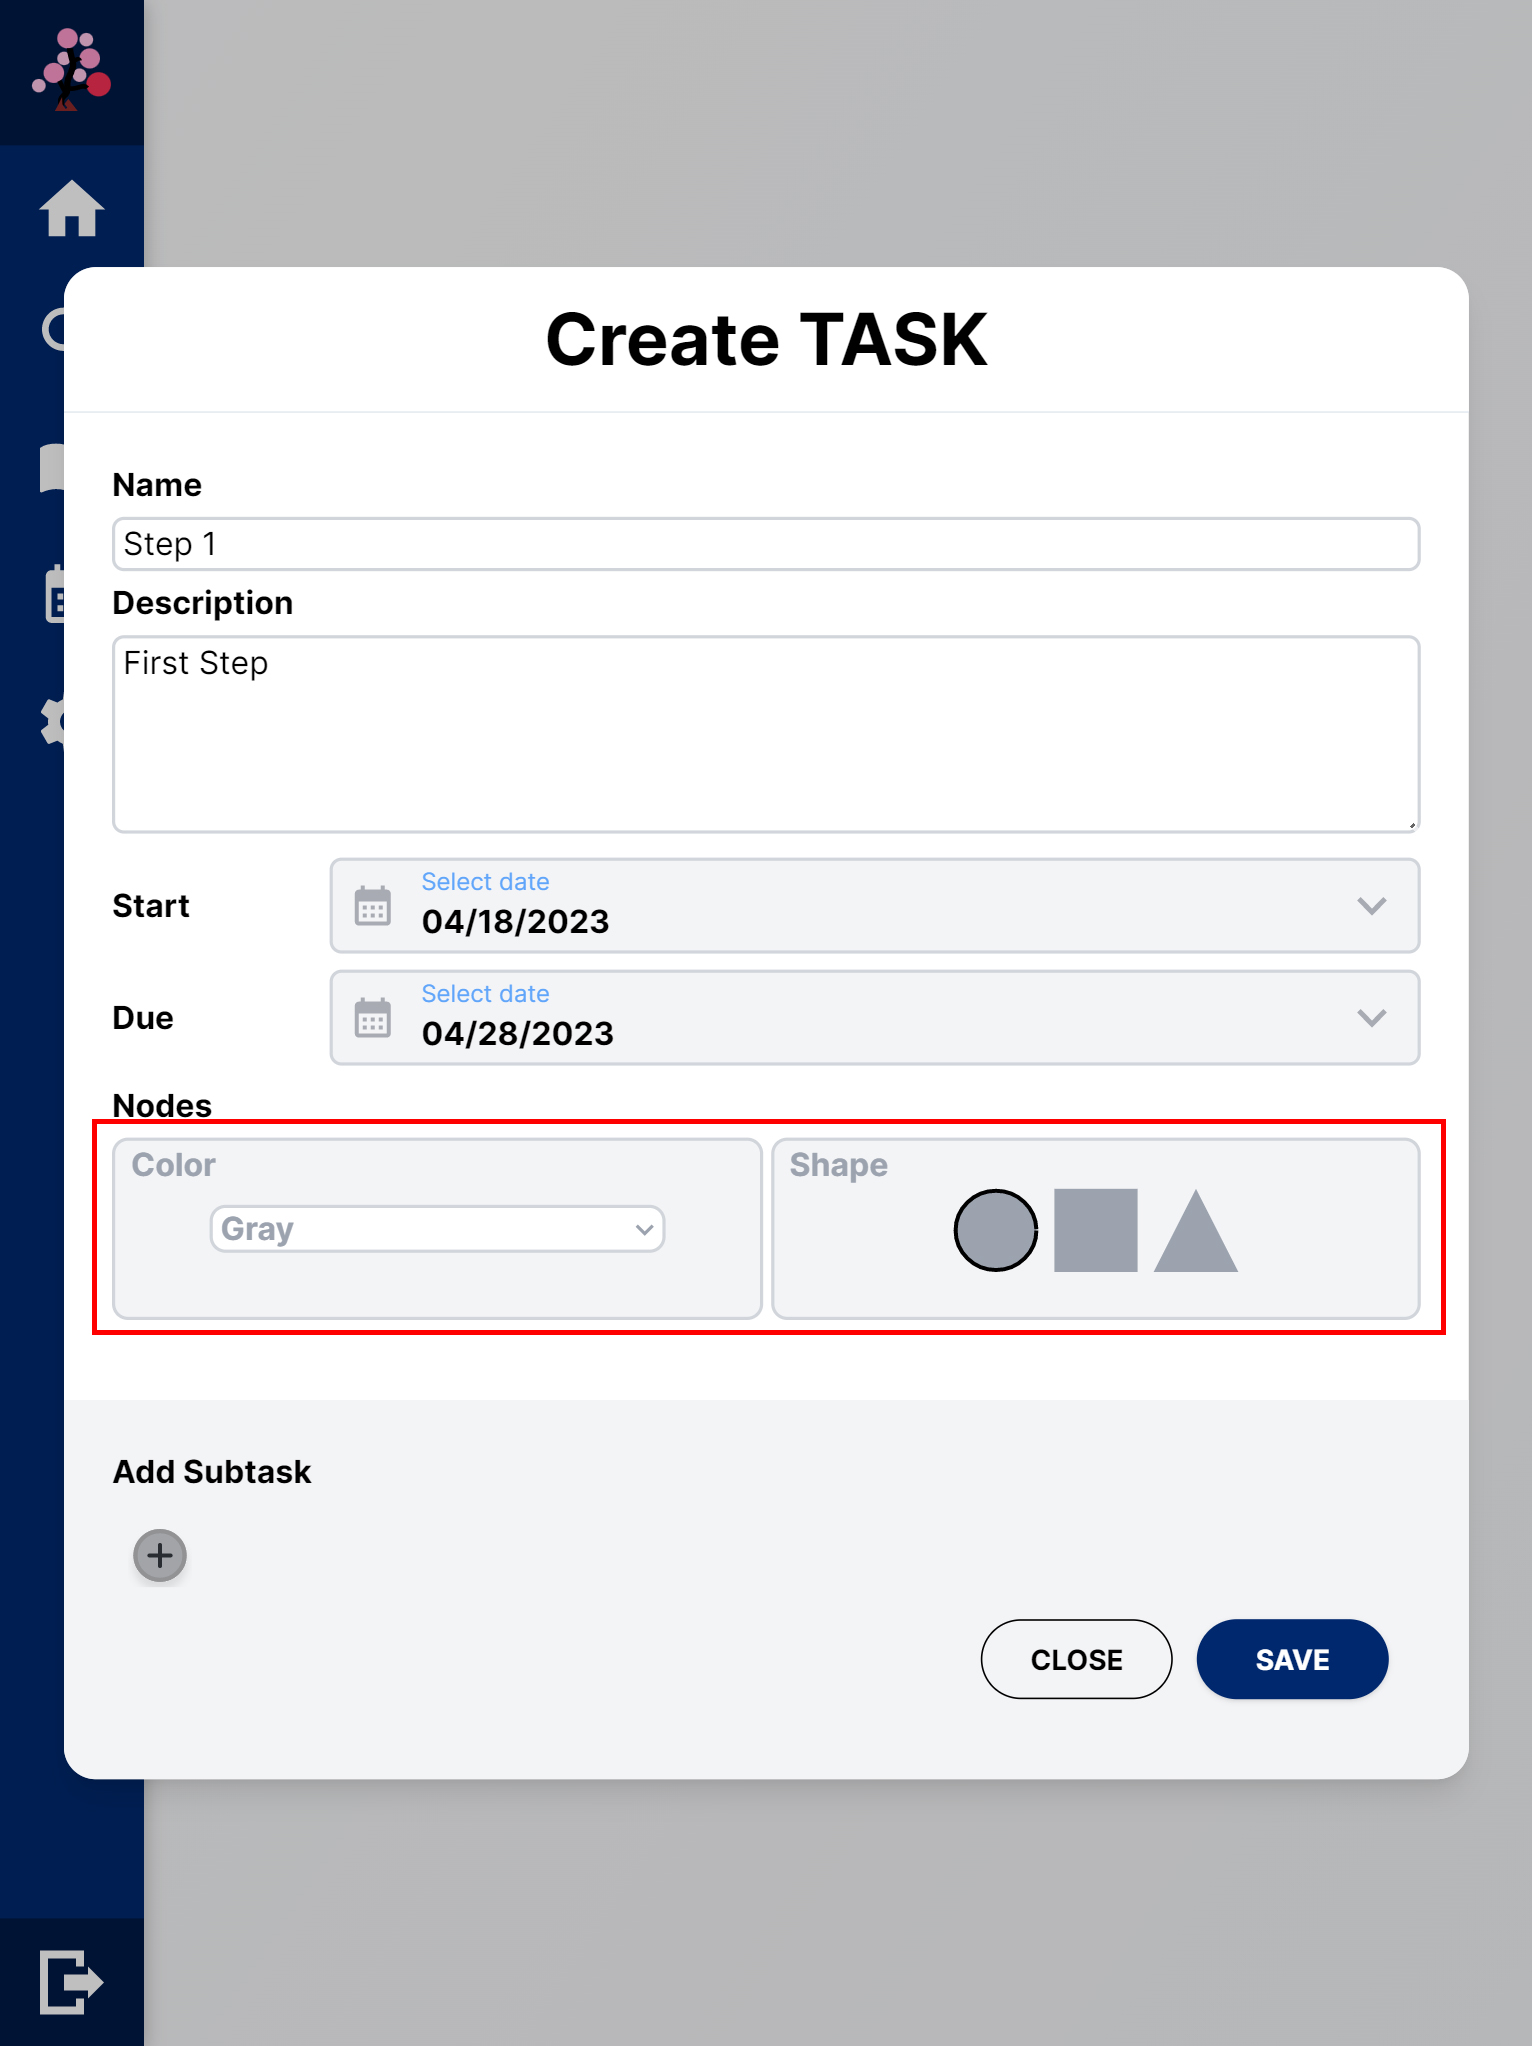 Create TASK
Name
Step 1
Description
First Step
Start
Select date
04/18/2023
Due
Select date
04/28/2023
Nodes
Color
Gray
Shape
Add Subtask
CLOSE
SAVE